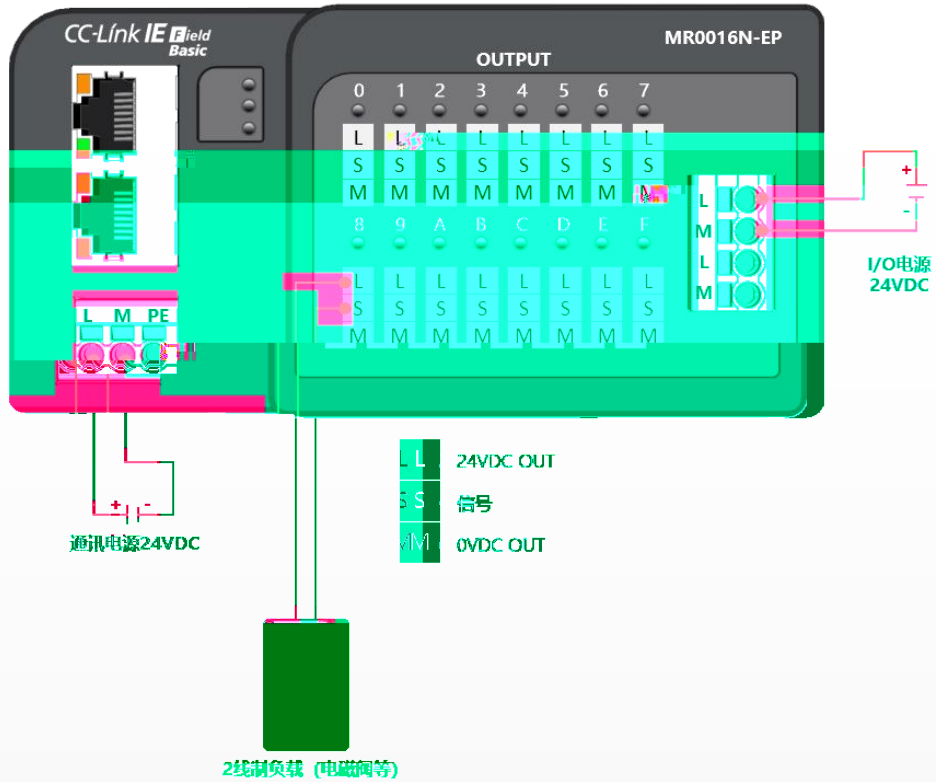 CC-Link IE Field
Basic
MR0016N-EP
OUTPUT
0 1 2 3 4 5 6 7
L L L L L L L L
S S S S S S S S
M M M M M M M
8 9 A B C D E F
L L L L L L L L
S S S S S S S S
M M M M M M M M
L
M
L
M
+
-
I/O电源
24VDC
L M PE
+ -
通讯电源24VDC
L L 24VDC OUT
S S 信号
M 0VDC OUT
2线制负载 (电磁阀等)